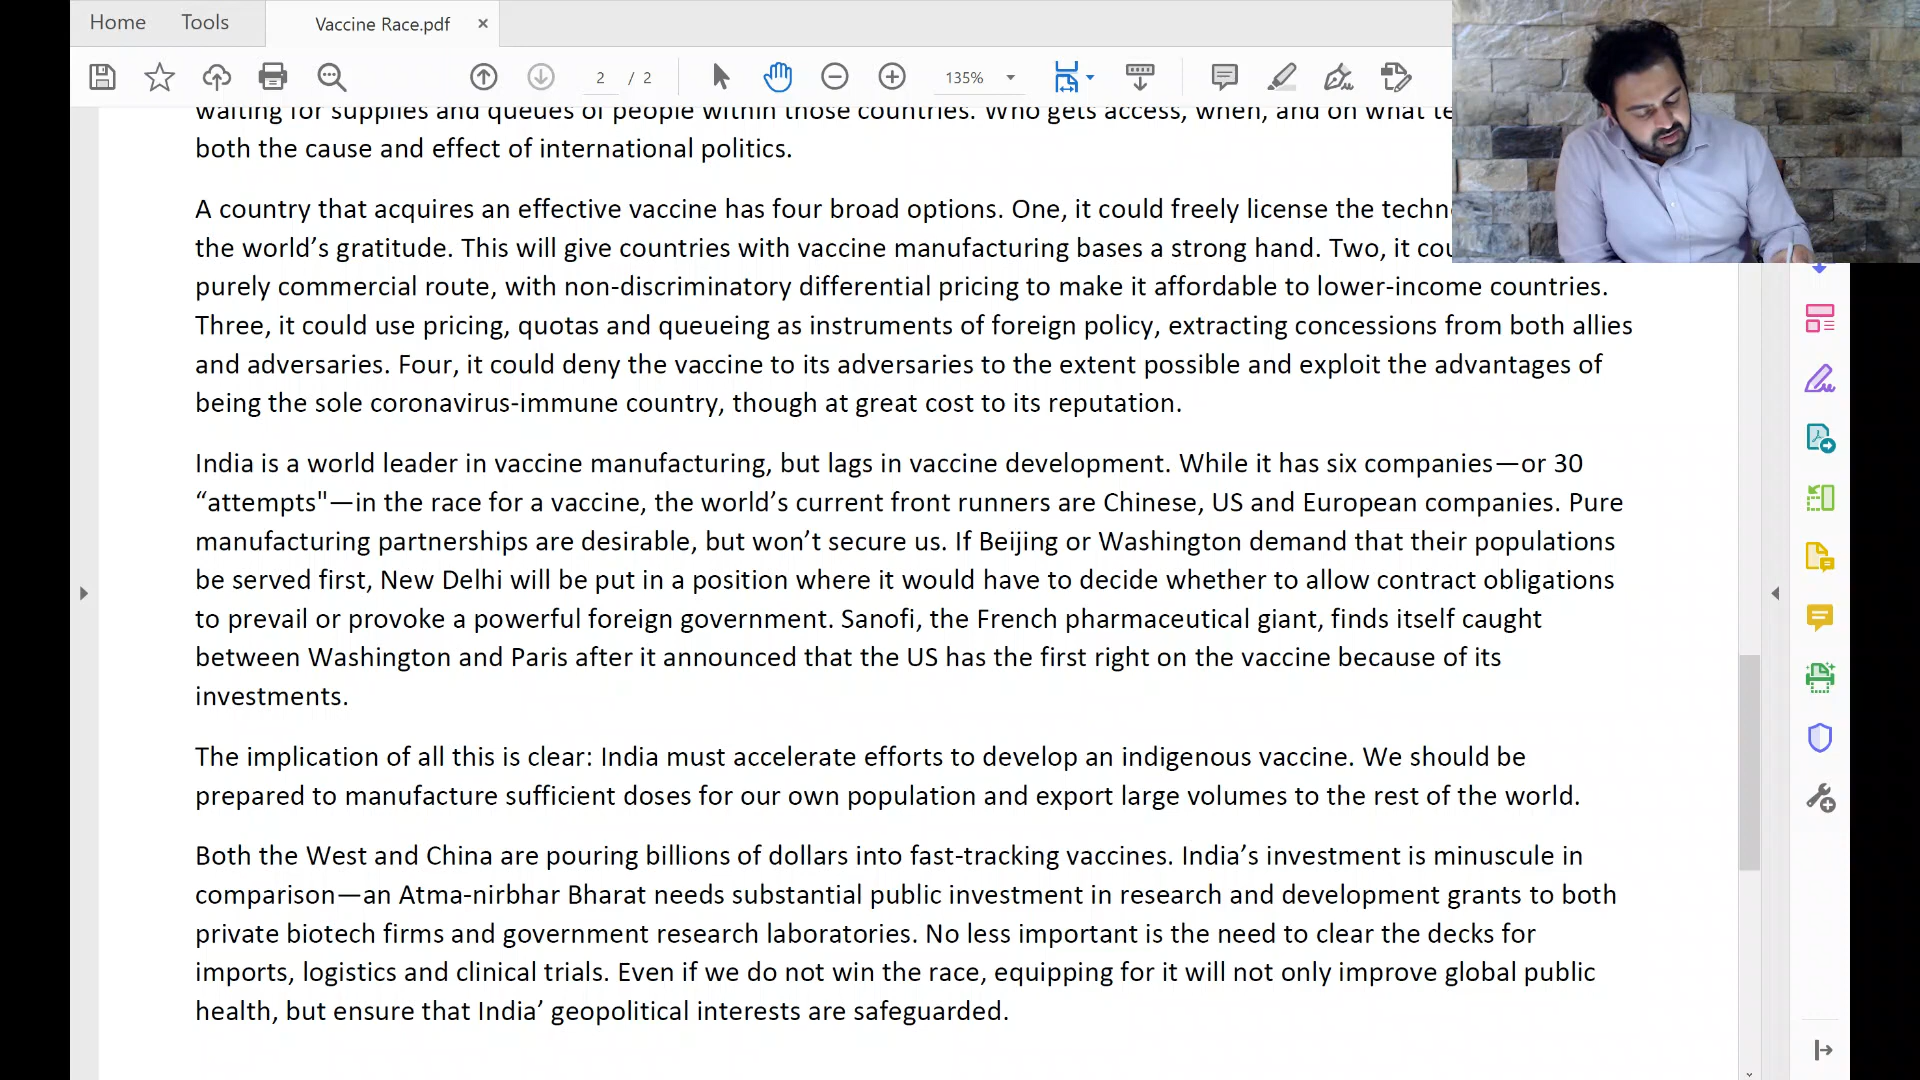 Home Tools Vaccine Race.pdf ×
2 / 2 135%
waiting for supplies and queues of people within those countries. Who gets access, when, and on what
both the cause and effect of international politics.
A country that acquires an effective vaccine has four broad options. One, it could freely license the
the world’s gratitude. This will give countries with vaccine manufacturing bases a strong hand. Two, it
purely commercial route, with non-discriminatory differential pricing to make it affordable to lower-income countries.
Three, it could use pricing, quotas and queueing as instruments of foreign policy, extracting concessions from both allies
and adversaries. Four, it could deny the vaccine to its adversaries to the extent possible and exploit the advantages of
being the sole coronavirus-immune country, though at great cost to its reputation.
India is a world leader in vaccine manufacturing, but lags in vaccine development. While it has six companies—or 30
“attempts"—in the race for a vaccine, the world’s current front runners are Chinese, US and European companies. Pure
manufacturing partnerships are desirable, but won’t secure us. If Beijing or Washington demand that their populations
be served first, New Delhi will be put in a position where it would have to decide whether to allow contract obligations
to prevail or provoke a powerful foreign government. Sanofi, the French pharmaceutical giant, finds itself caught
between Washington and Paris after it announced that the US has the first right on the vaccine because of its
investments.
The implication of all this is clear: India must accelerate efforts to develop an indigenous vaccine. We should be
prepared to manufacture sufficient doses for our own population and export large volumes to the rest of the world.
Both the West and China are pouring billions of dollars into fast-tracking vaccines. India’s investment is minuscule in
comparison—an Atma-nirbhar Bharat needs substantial public investment in research and development grants to both
private biotech firms and government research laboratories. No less important is the need to clear the decks for
imports, logistics and clinical trials. Even if we do not win the race, equipping for it will not only improve global public
health, but ensure that India’ geopolitical interests are safeguarded.